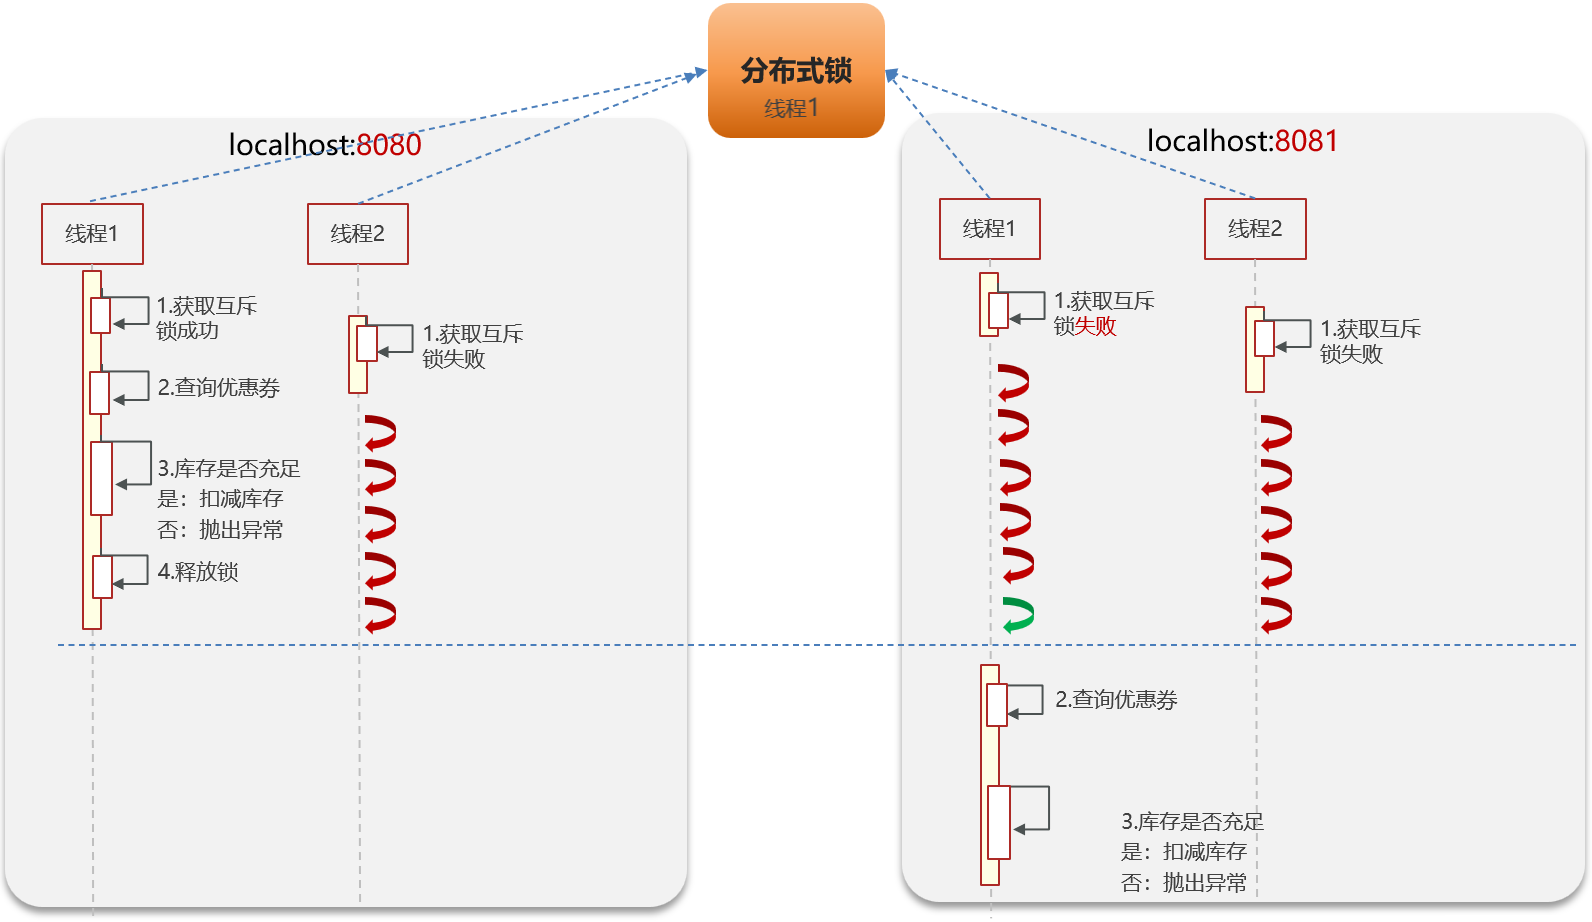 分布式锁
线程1
localhost:8080
线程1
线程2
1.获取互斥
锁成功
2.查询优惠券
3.库存是否充足
是：扣减库存
否：抛出异常
4.释放锁
1.获取互斥
锁失败
localhost:8081
线程1
线程2
1.获取互斥
锁失败
1.获取互斥
锁失败
2.查询优惠券
3.库存是否充足
是：扣减库存
否：抛出异常